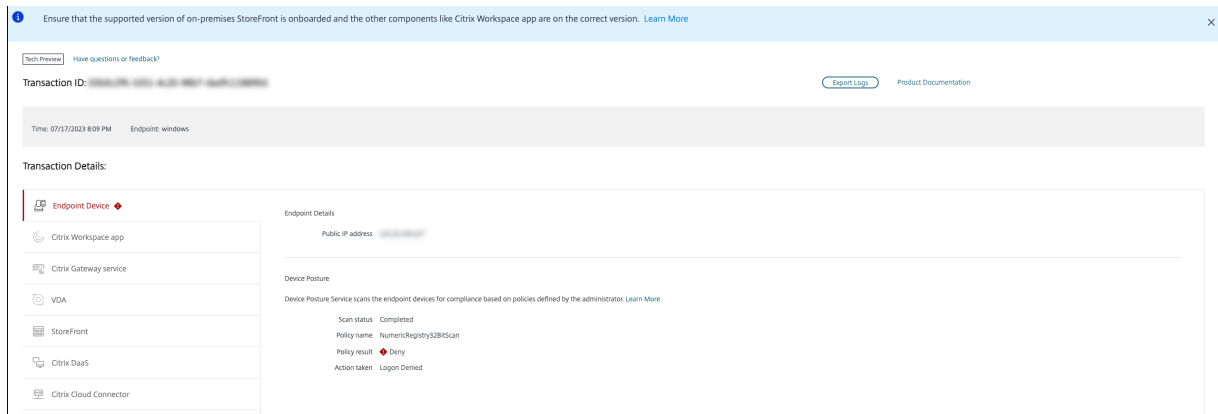 Ensure that the supported version of on-premises StoreFront is onboarded and the other components like Citrix Workspace app are on the correct version. Learn More
Tech Preview Have questions or feedback?
Transaction ID:
Export Logs Product Documentation
Time: 07/17/2023 8:09 PM Endpoint: windows
Transaction Details:
Endpoint Device
Citrix Workspace app
Citrix Gateway service
VDA
StoreFront
Citrix DaaS
Citrix Cloud Connector
Endpoint Details
Public IP address
Device Posture
Device Posture Service scans the endpoint devices for compliance based on policies defined by the administrator. Learn More
Scan status Completed
Policy name NumericRegistry32BitScan
Policy result Deny
Action taken Logon Denied